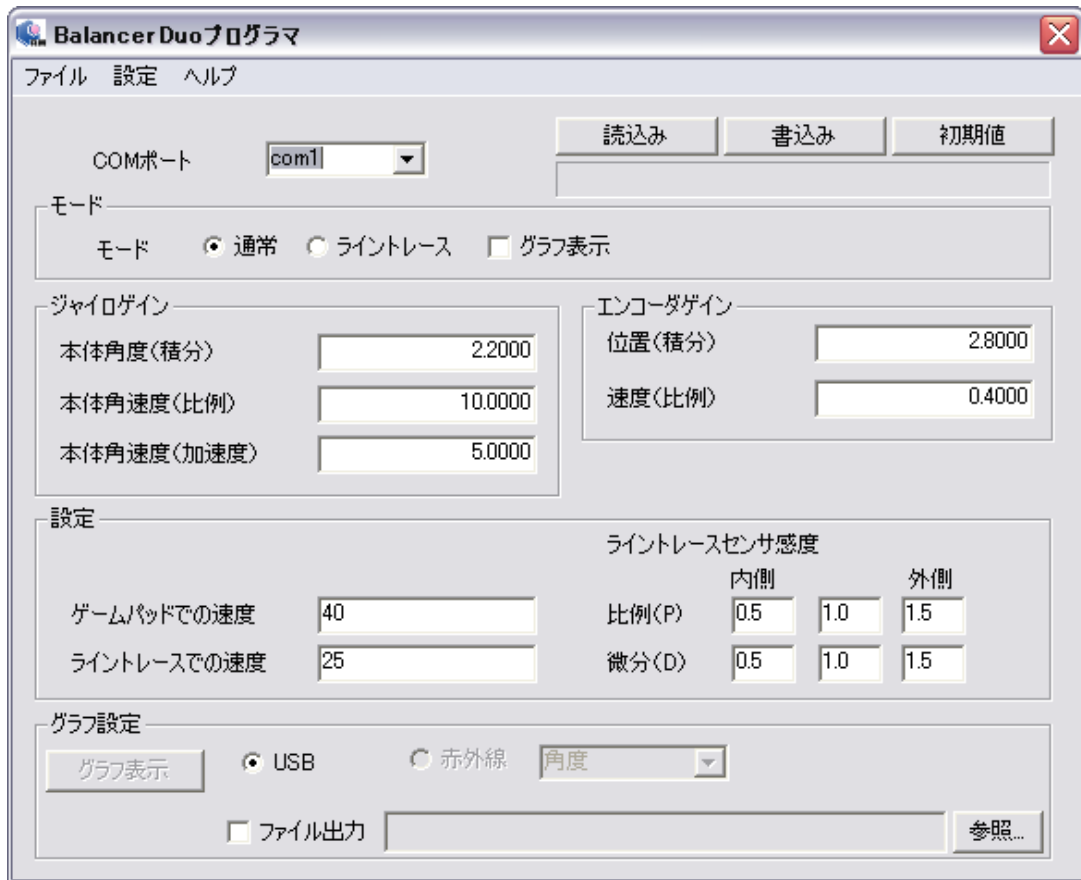 BalancerDuoプログラマ
ファイル 設定 ヘルプ
読込み 書込み 初期値
COMポート com1
モード
モード 通常 ライントレース グラフ表示
ジャイロゲイン
本体角度(積分) 2.2000
本体角速度(比例) 10.0000
本体角速度(加速度) 5.0000
エンコーダゲイン
位置(積分) 2.8000
速度(比例) 0.4000
設定
ライントレースセンサ感度
内側 外側
ゲームパッドでの速度 40 比例(P) 0.5 1.0 1.5
ライントレースでの速度 25 微分(D) 0.5 1.0 1.5
グラフ設定
グラフ表示 USB 赤外線 角度
ファイル出力 参照...